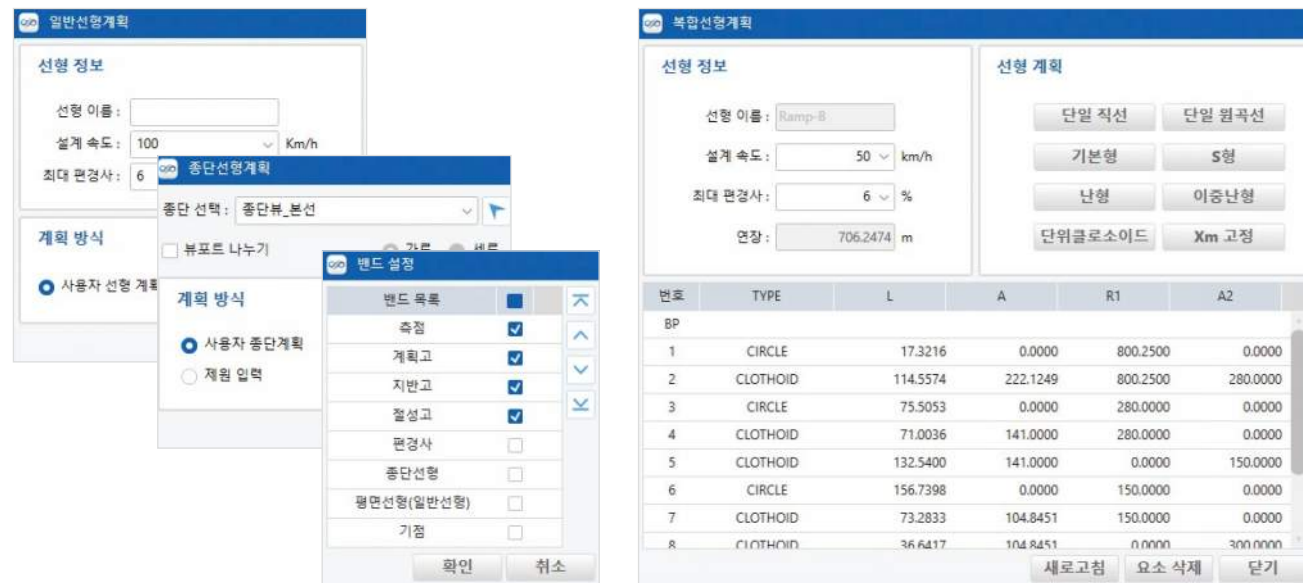 일반선형계획
선형 정보
선형 이름 :
설계 속도 : 100 Km/h
최대 편경사 : 6
계획 방식
사용자 선형 계획
종단선형계획
종단 선택 : 종단뷰_본선
뷰포트 나누기 가로 세로
계획 방식
사용자 종단계획
제원 입력
밴드 설정
밴드 목록
측점
계획고
지반고
절성고
편경사
종단선형
평면선형(일반선형)
기점
확인 취소
복합선형계획
선형 정보
선형 이름 : Ramp-B
설계 속도 : 50 km/h
최대 편경사 : 6 %
연장 : 706.2474 m
선형 계획
단일 직선 단일 원곡선
기본형 S형
난형 이중난형
단위클로소이드 Xm 고정
번호 TYPE L A R1 A2
BP
1 CIRCLE 17.3216 0.0000 800.2500 0.0000
2 CLOTHOID 114.5574 222.1249 800.2500 280.0000
3 CIRCLE 75.5053 0.0000 280.0000 0.0000
4 CLOTHOID 71.0036 141.0000 280.0000 0.0000
5 CLOTHOID 132.5400 141.0000 0.0000 150.0000
6 CIRCLE 156.7398 0.0000 150.0000 0.0000
7 CLOTHOID 73.2833 104.8451 150.0000 0.0000
8 CLOTHOID 36.6417 104.8451 0.0000 300.0000
새로고침 요소 삭제 닫기